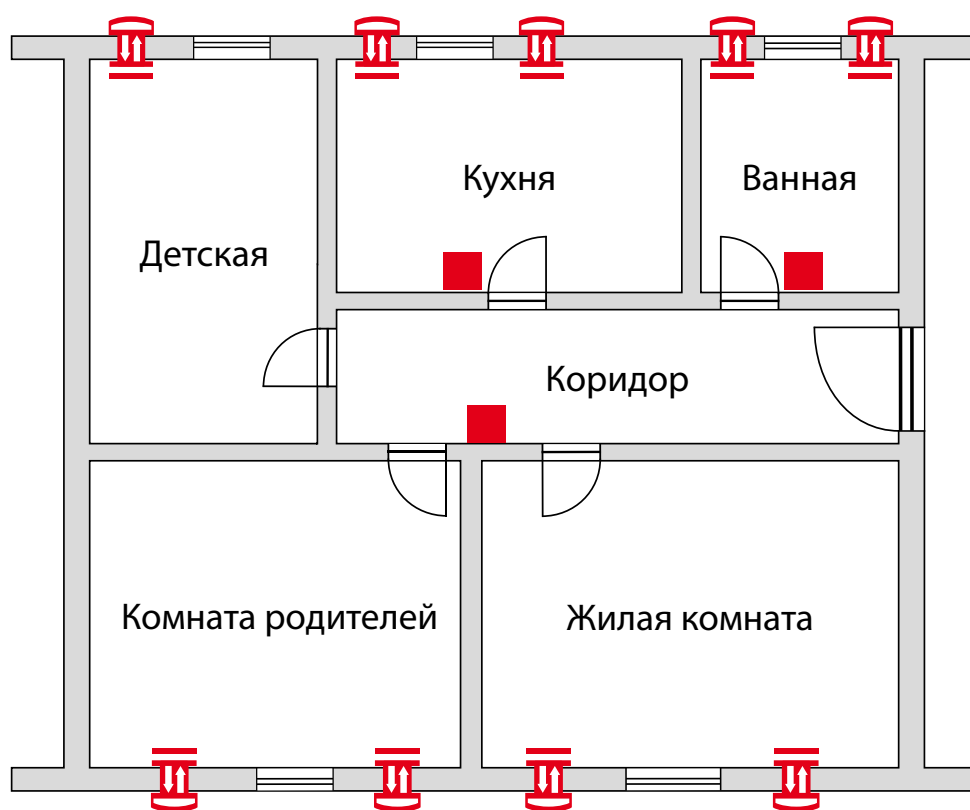 Кухня
Ванная
Детская
Коридор
Комната родителей
Жилая комната